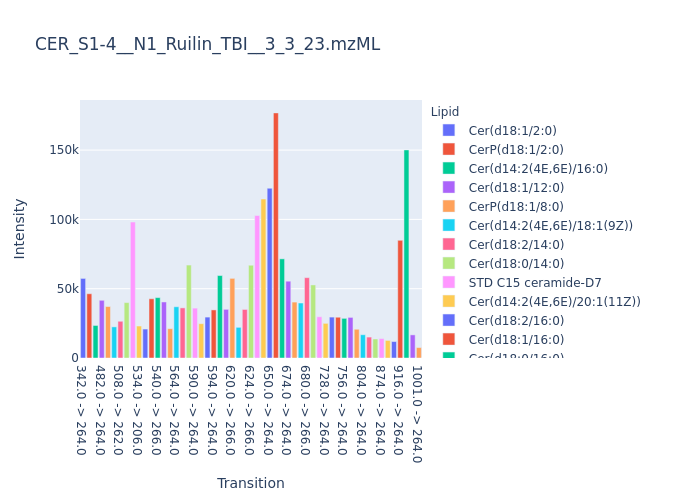 CER_S1-4__N1_Ruilin_TBI__3_3_23.mzML
Intensity
150k
100k
50k
0
342.0 -> 264.0
482.0 -> 264.0
508.0 -> 262.0
534.0 -> 206.0
540.0 -> 266.0
564.0 -> 264.0
590.0 -> 264.0
594.0 -> 264.0
620.0 -> 266.0
624.0 -> 266.0
650.0 -> 264.0
674.0 -> 264.0
680.0 -> 264.0
728.0 -> 264.0
756.0 -> 264.0
804.0 -> 264.0
874.0 -> 264.0
916.0 -> 264.0
1001.0 -> 264.0
Transition
Lipid
Cer(d18:1/2:0)
CerP(d18:1/2:0)
Cer(d14:2(4E,6E)/16:0)
Cer(d18:1/12:0)
CerP(d18:1/8:0)
Cer(d14:2(4E,6E)/18:1(9Z))
Cer(d18:2/14:0)
Cer(d18:0/14:0)
STD C15 ceramide-D7
Cer(d14:2(4E,6E)/20:1(11Z))
Cer(d18:2/16:0)
Cer(d18:1/16:0)
Cer(d18:0/16:0)